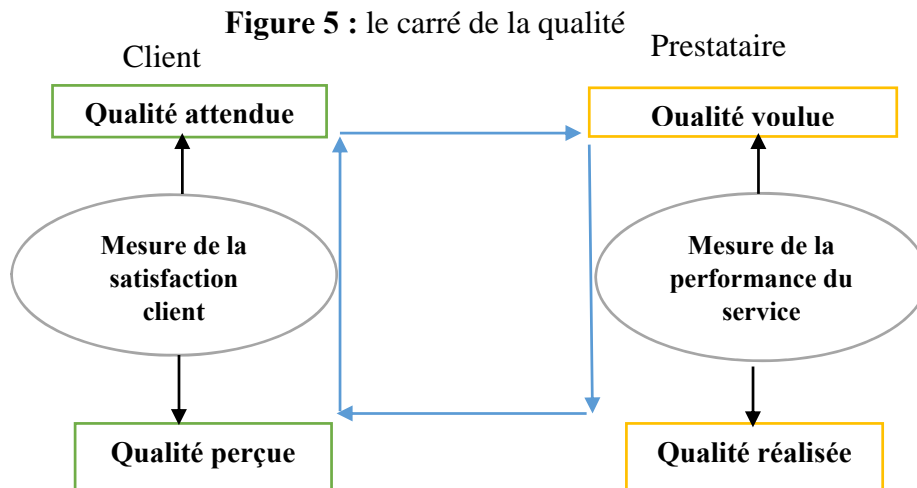 Figure 5 : le carré de la qualité
Client
Prestataire
Qualité attendue
Oualité voulue
Mesure de la
satisfaction
client
Mesure de la
performance du
service
Qualité perçue
Qualité réalisée